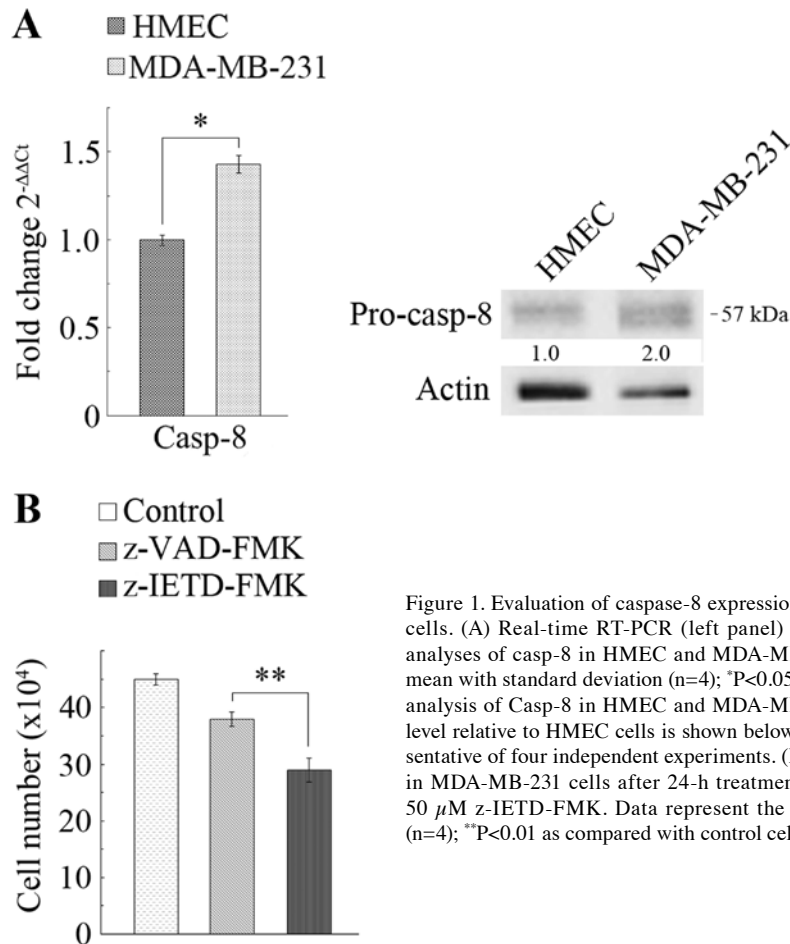 A
HMEC
MDA-MB-231
*
Fold change 2-ΔΔCt
1.5
1.0
0.5
0
Casp-8
HMEC
MDA-MB-231
Pro-casp-8
-57 kDa
1.0
2.0
Actin
B
Control
z-VAD-FMK
z-IETD-FMK
**
Cell number (x10⁴)
40
30
20
10
0
Figure 1. Evaluation of caspase-8 expression
cells. (A) Real-time RT-PCR (left panel)
analyses of casp-8 in HMEC and MDA-M
mean with standard deviation (n=4); *P<0.05
analysis of Casp-8 in HMEC and MDA-M
level relative to HMEC cells is shown below
sentative of four independent experiments. (
in MDA-MB-231 cells after 24-h treatmen
50 µM z-IETD-FMK. Data represent the
(n=4); **P<0.01 as compared with control cel